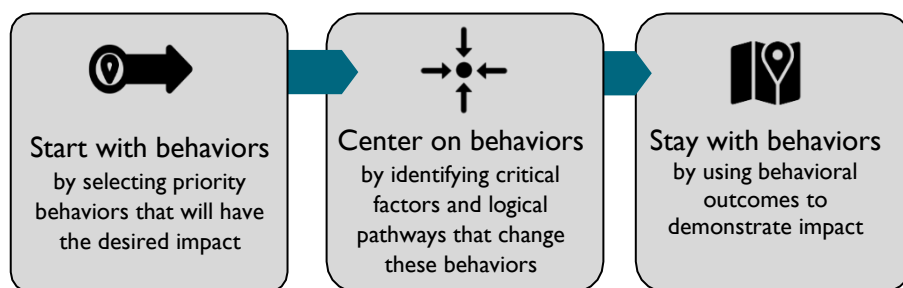 Start with behaviors
by selecting priority
behaviors that will have
the desired impact
Center on behaviors
by identifying critical
factors and logical
pathways that change
these behaviors
Stay with behaviors
by using behavioral
outcomes to
demonstrate impact